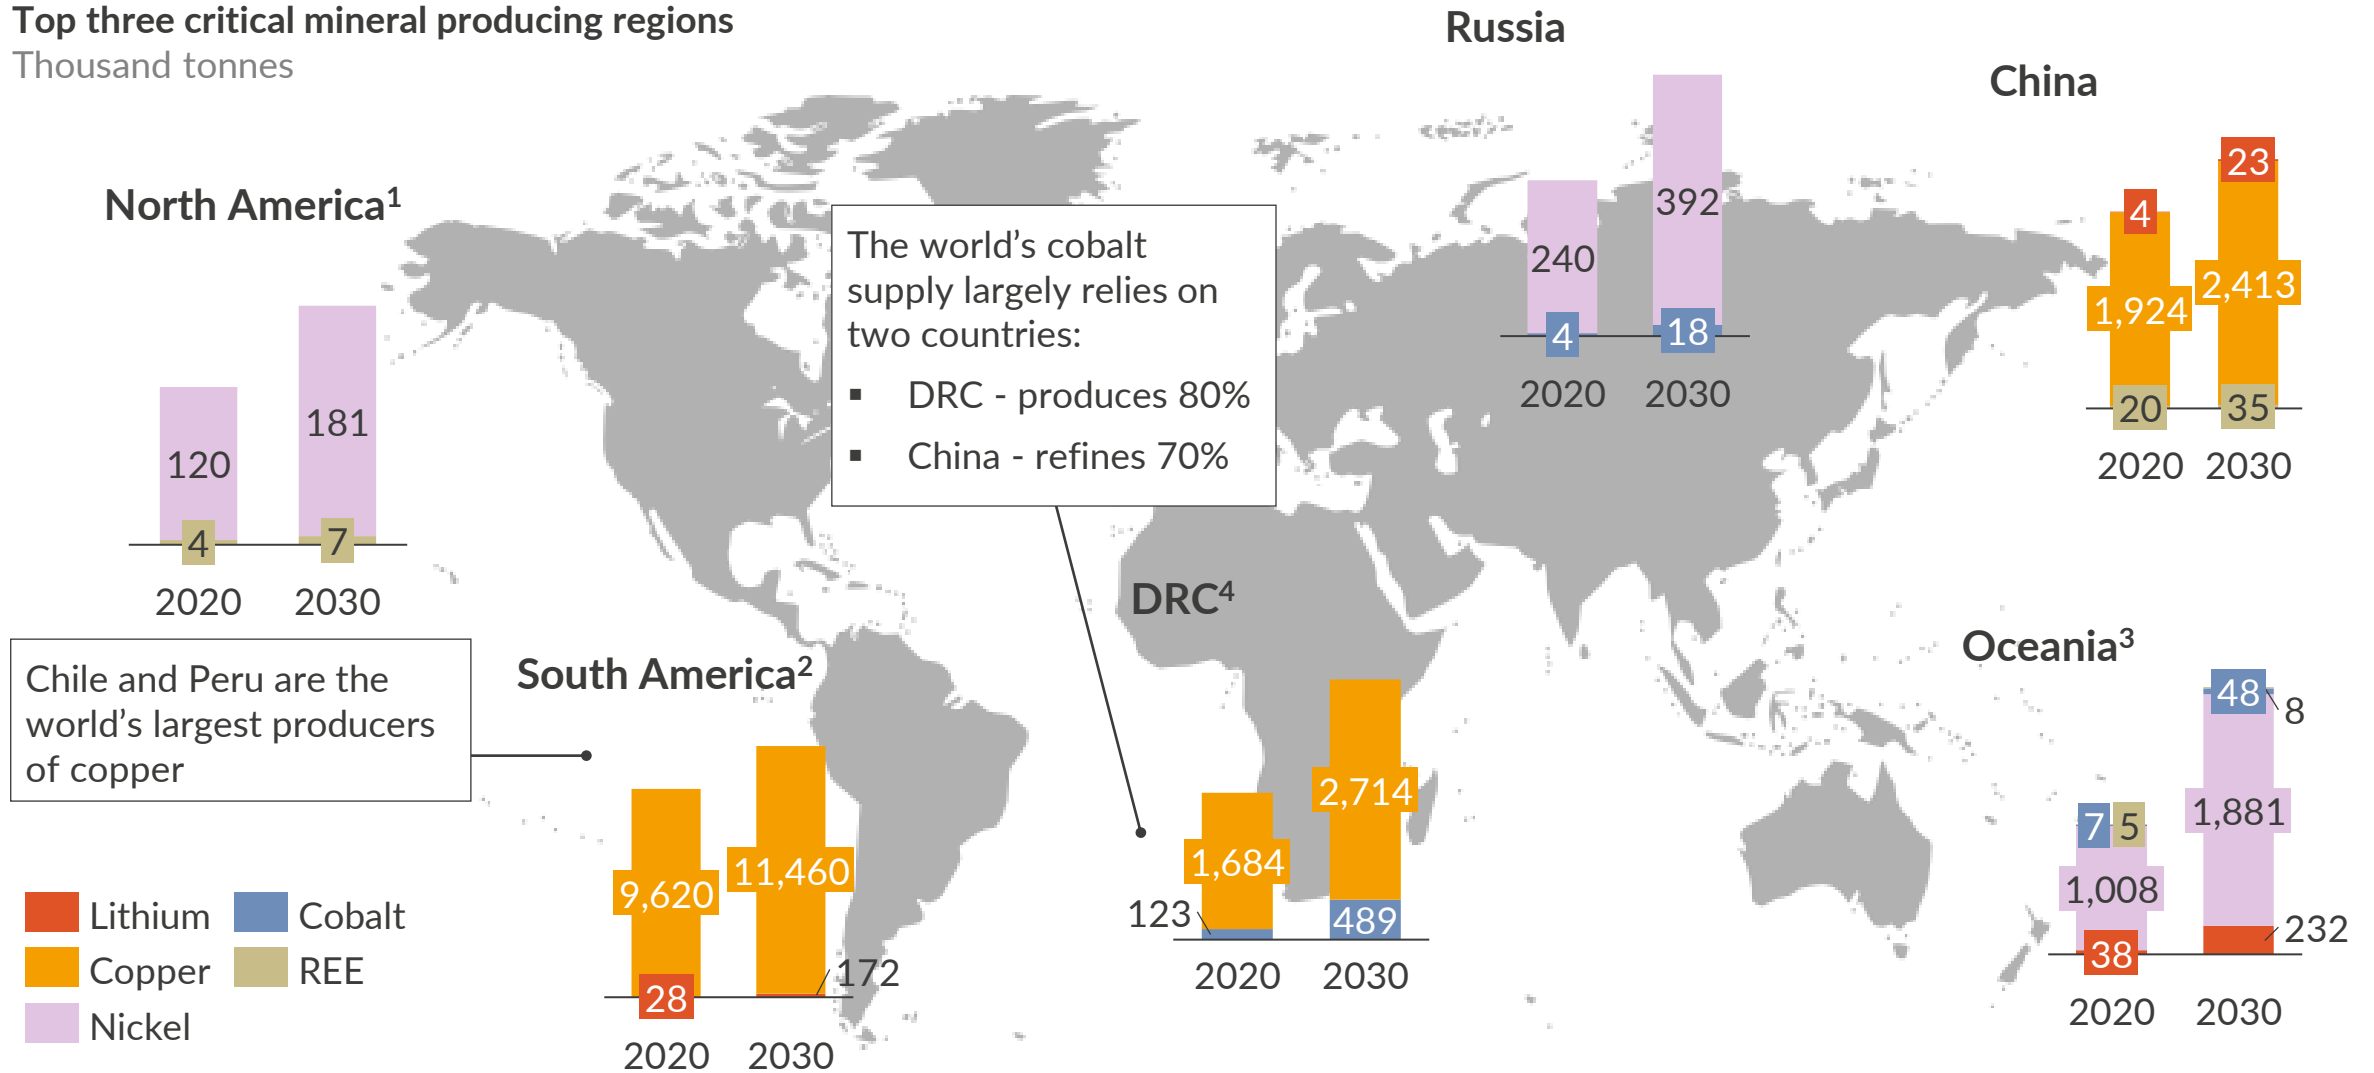 Top three critical mineral producing regions
Thousand tonnes
North America¹
120
4
181
7
2020 2030
Chile and Peru are the
world’s largest producers
of copper
South America²
9,620
28
11,460
172
2020 2030
The world’s cobalt
supply largely relies on
two countries:
▪ DRC - produces 80%
▪ China - refines 70%
DRC⁴
1,684
123
2,714
489
2020 2030
Russia
240
4
392
18
2020 2030
China
4
1,924
20
23
2,413
35
2020 2030
Oceania³
7 5
1,008
38
48
8
1,881
232
2020 2030
Lithium Cobalt
Copper REE
Nickel